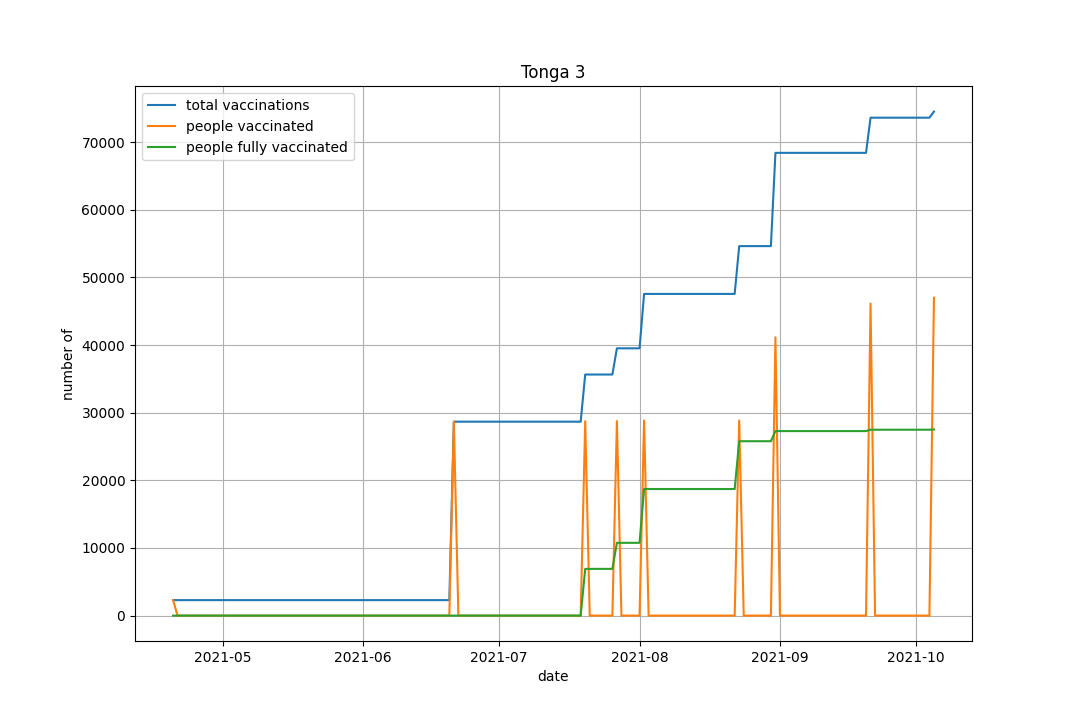 Tonga 3
total vaccinations
people vaccinated
people fully vaccinated
70000
60000
50000
40000
30000
20000
10000
0
number of
2021-05 2021-06 2021-07 2021-08 2021-09 2021-10
date